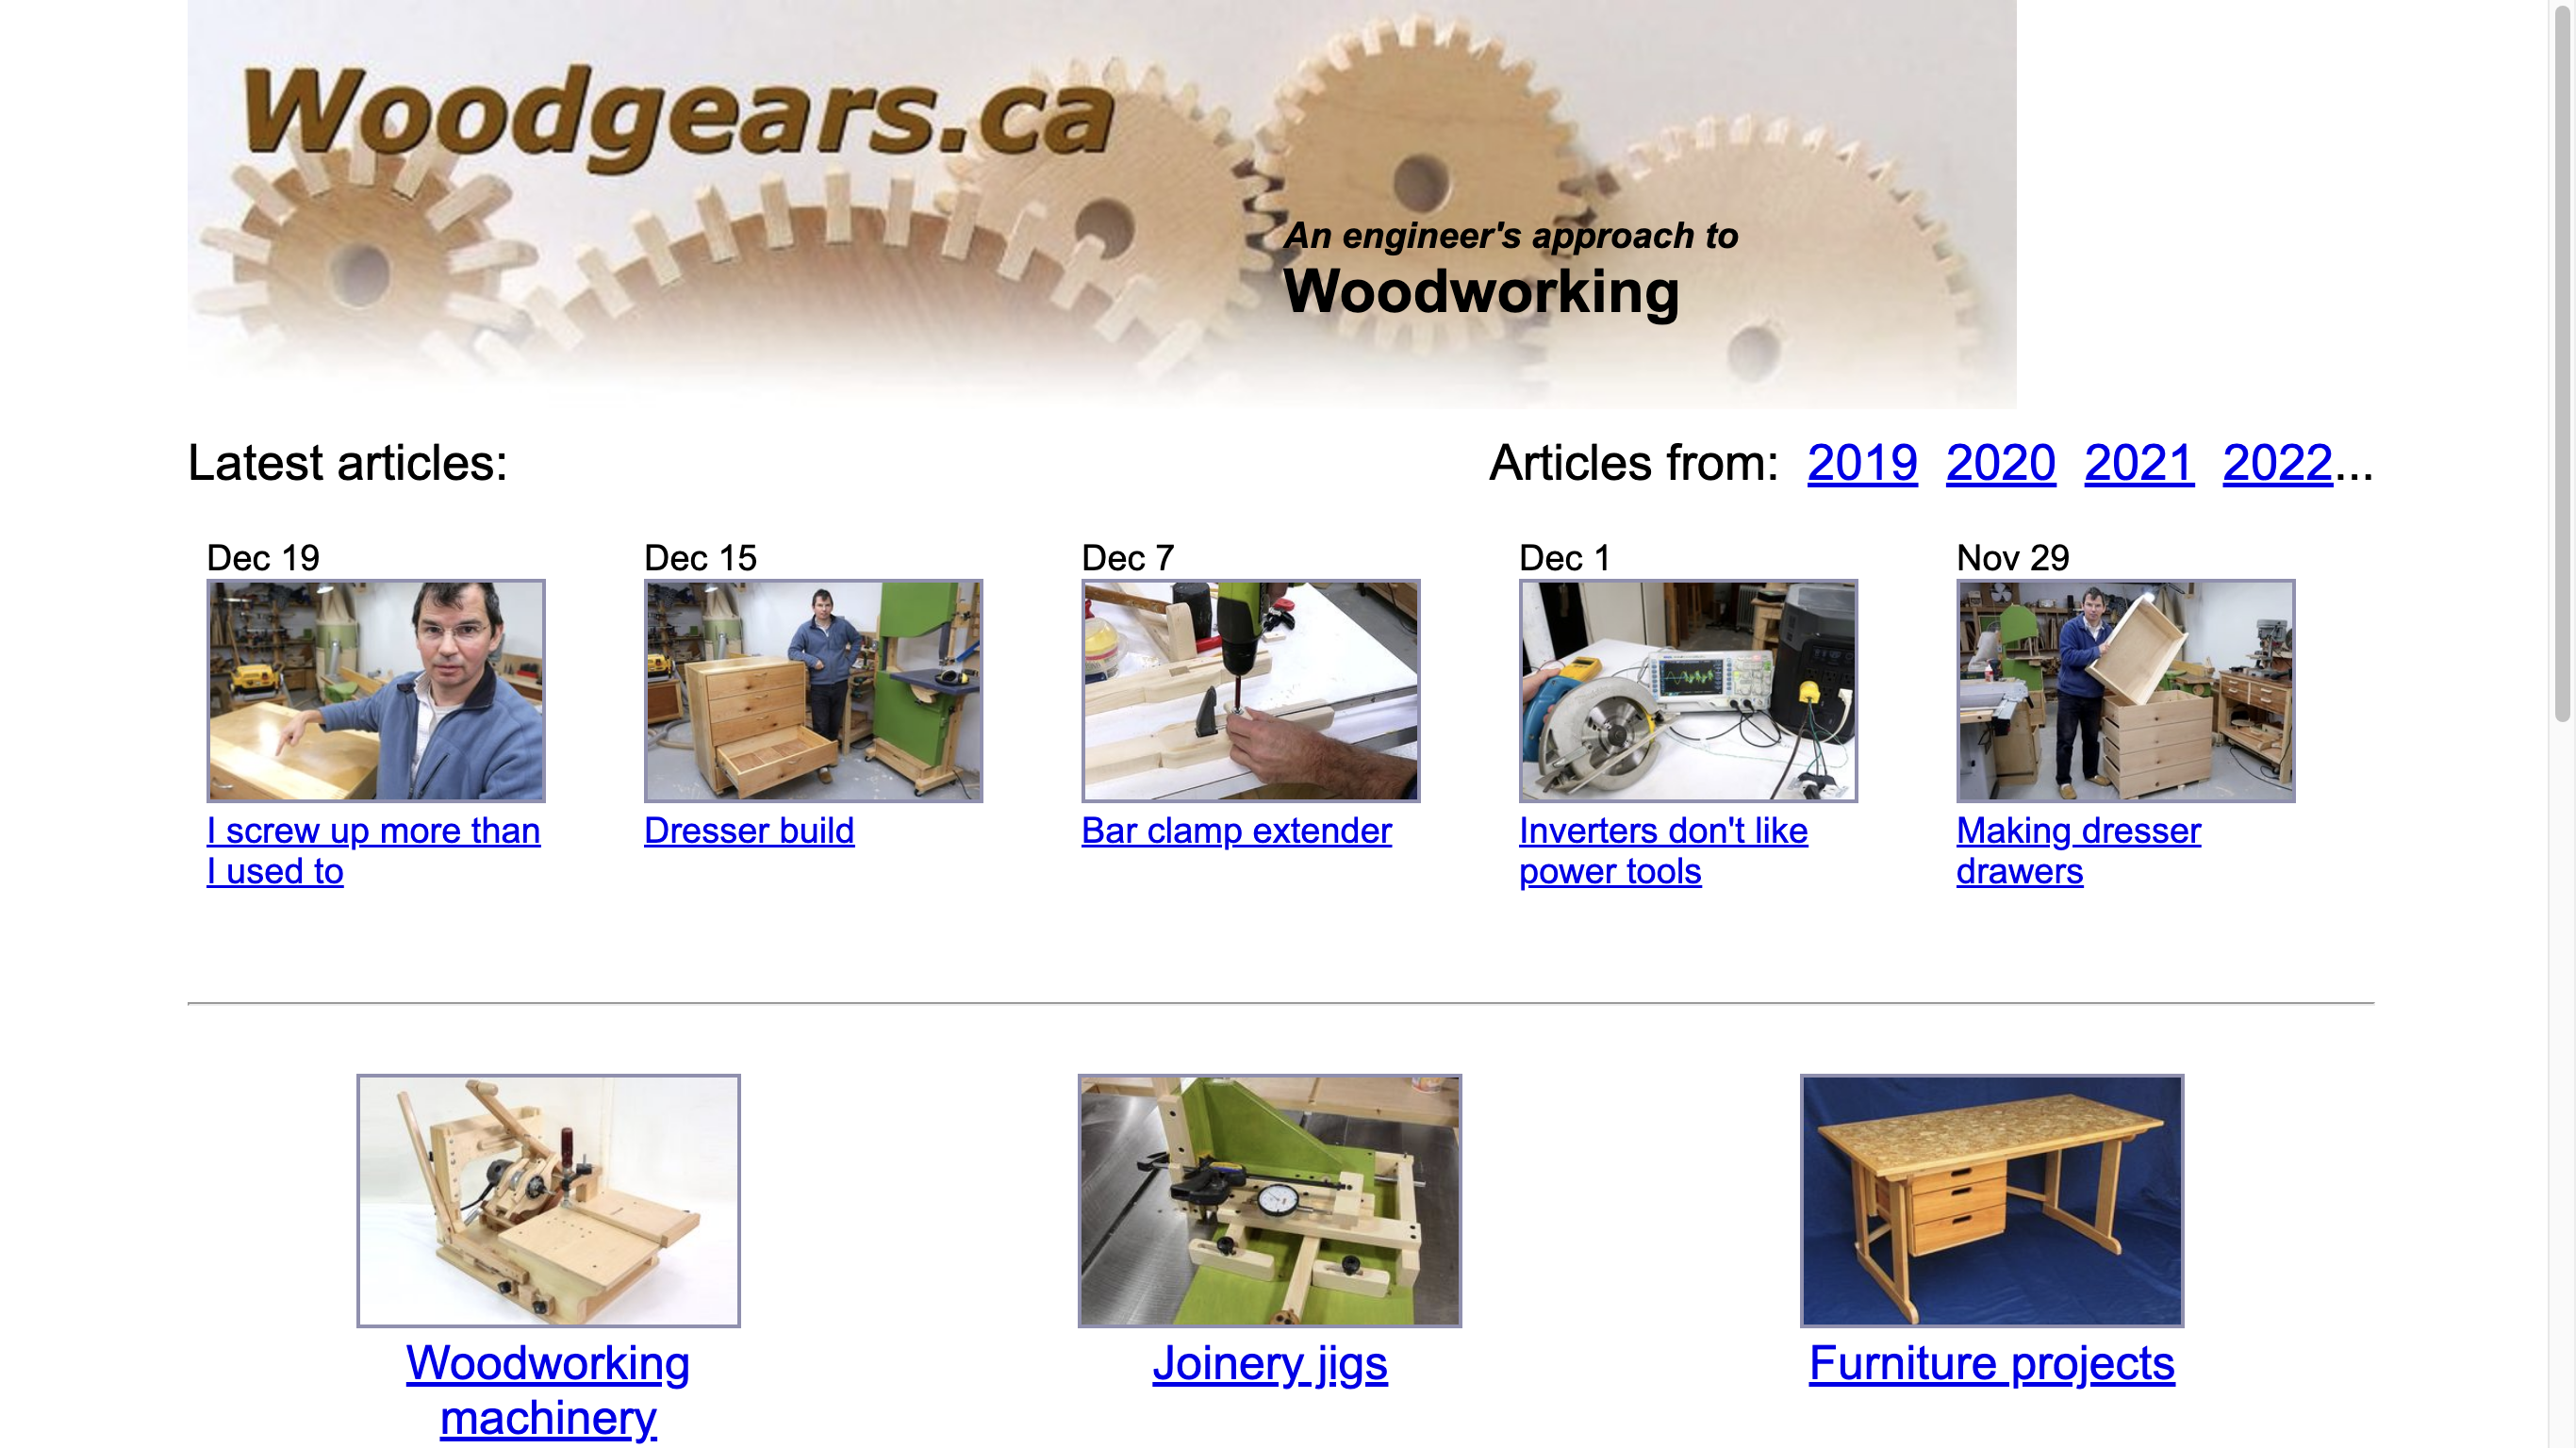 Woodgears.ca
An engineer's approach to
Woodworking
Latest articles:
Articles from: 2019 2020 2021 2022...
Dec 19
I screw up more than
I used to
Dec 15
Dresser build
Dec 7
Bar clamp extender
Dec 1
Inverters don't like
power tools
Nov 29
Making dresser
drawers
Woodworking
machinery
Joinery jigs
Furniture projects